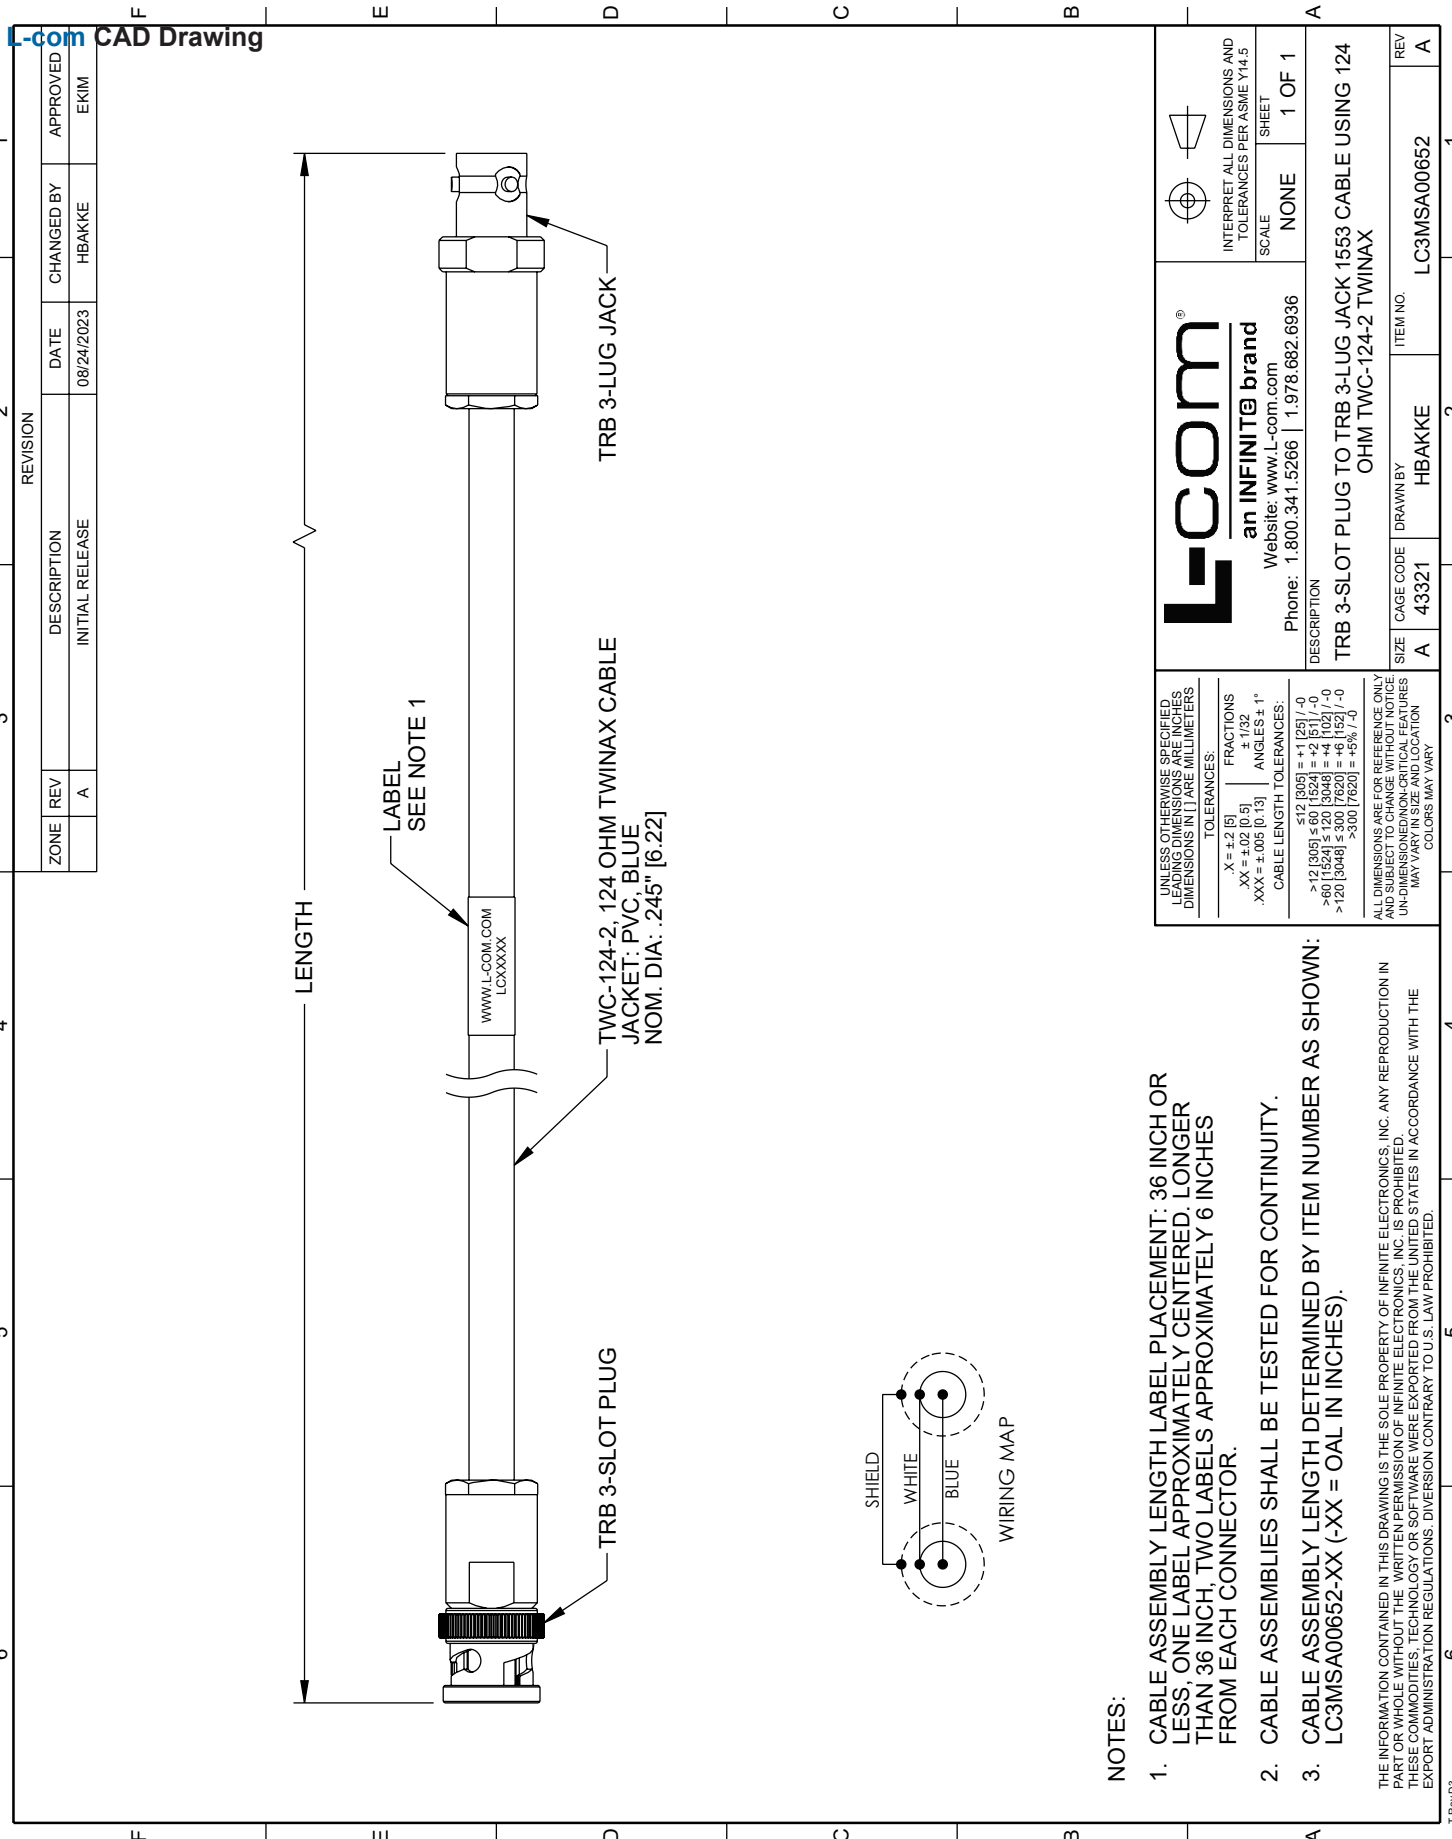 L-com CAD Drawing
REVISION
ZONE REV DESCRIPTION DATE CHANGED BY APPROVED
A INITIAL RELEASE 08/24/2023 HBAKKE EKIM
LENGTH
LABEL
SEE NOTE 1
WWW.L-COM.COM
LCXXXXX
TRB 3-SLOT PLUG
TWC-124-2, 124 OHM TWINAX CABLE
JACKET: PVC, BLUE
NOM. DIA: .245" [6.22]
TRB 3-LUG JACK
SHIELD
WHITE
BLUE
WIRING MAP
NOTES:
1. CABLE ASSEMBLY LENGTH LABEL PLACEMENT: 36 INCH OR
LESS, ONE LABEL APPROXIMATELY CENTERED. LONGER
THAN 36 INCH, TWO LABELS APPROXIMATELY 6 INCHES
FROM EACH CONNECTOR.
2. CABLE ASSEMBLIES SHALL BE TESTED FOR CONTINUITY.
3. CABLE ASSEMBLY LENGTH DETERMINED BY ITEM NUMBER AS SHOWN:
LC3MSA00652-XX (-XX = OAL IN INCHES).
THE INFORMATION CONTAINED IN THIS DRAWING IS THE SOLE PROPERTY OF INFINITE ELECTRONICS, INC. ANY REPRODUCTION IN
PART OR WHOLE WITHOUT THE WRITTEN PERMISSION OF INFINITE ELECTRONICS, INC. IS PROHIBITED.
THESE COMMODITIES, TECHNOLOGY OR SOFTWARE WERE EXPORTED FROM THE UNITED STATES IN ACCORDANCE WITH THE
EXPORT ADMINISTRATION REGULATIONS. DIVERSION CONTRARY TO U.S. LAW PROHIBITED.
UNLESS OTHERWISE SPECIFIED
LEADING DIMENSIONS ARE INCHES
DIMENSIONS IN [ ] ARE MILLIMETERS
TOLERANCES:
.X = ±.2 [5] FRACTIONS
.XX = ±.02 [0.5] ± 1/32
.XXX = ±.005 [0.13] ANGLES ± 1°
CABLE LENGTH TOLERANCES:
≤12 [305] = +1 [25] / -0
>12 [305] ≤ 60 [1524] = +2 [51] / -0
>60 [1524] ≤ 120 [3048] = +4 [102] / -0
>120 [3048] ≤ 300 [7620] = +6 [152] / -0
>300 [7620] = +5% / -0
ALL DIMENSIONS ARE FOR REFERENCE ONLY
AND SUBJECT TO CHANGE WITHOUT NOTICE.
UN-DIMENSIONED/NON-CRITICAL FEATURES
MAY VARY IN SIZE AND LOCATION
COLORS MAY VARY
L-com®
an INFINITe brand
Website: www.L-com.com
Phone: 1.800.341.5266 | 1.978.682.6936
INTERPRET ALL DIMENSIONS AND
TOLERANCES PER ASME Y14.5
SCALE SHEET
NONE 1 OF 1
DESCRIPTION
TRB 3-SLOT PLUG TO TRB 3-LUG JACK 1553 CABLE USING 124
OHM TWC-124-2 TWINAX
SIZE CAGE CODE DRAWN BY ITEM NO. REV
A 43321 HBAKKE LC3MSA00652 A
F E D C B A
F E D C B A
6 5 4 3 2 1
6 5 4 3 2 1